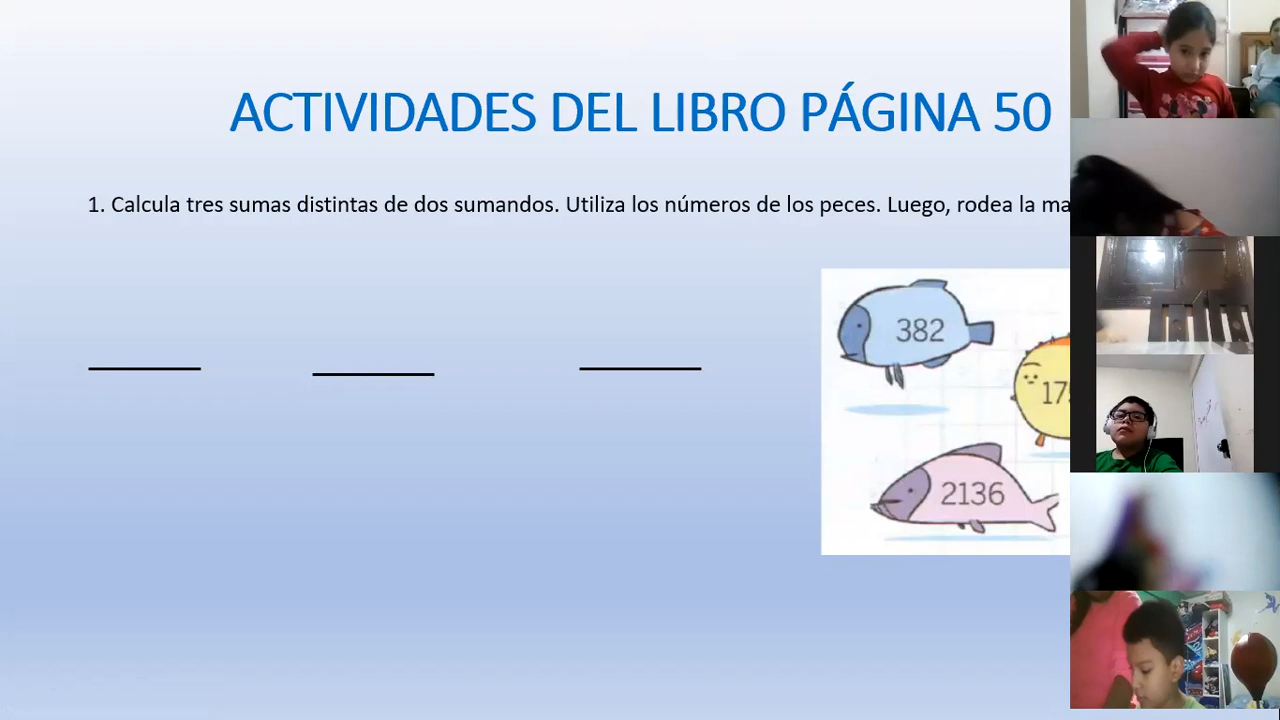 ACTIVIDADES DEL LIBRO PÁGINA 50
1. Calcula tres sumas distintas de dos sumandos. Utiliza los números de los peces. Luego, rodea la
382
2136